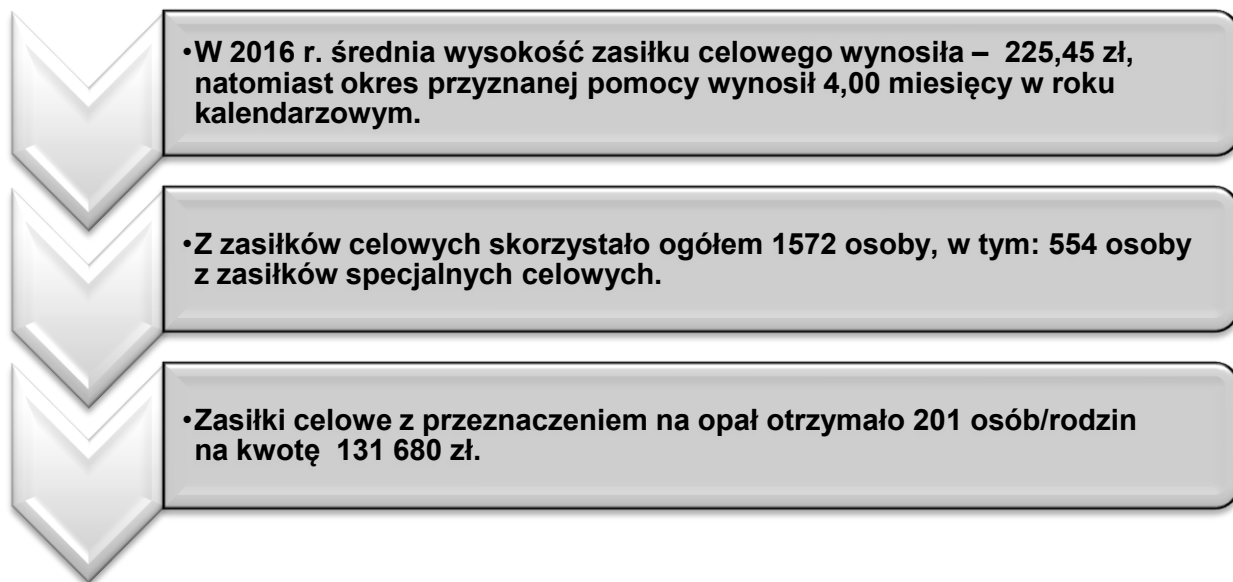 •W 2016 r. średnia wysokość zasiłku celowego wynosiła –  225,45 zł,
natomiast okres przyznanej pomocy wynosił 4,00 miesięcy w roku
kalendarzowym.
•Z zasiłków celowych skorzystało ogółem 1572 osoby, w tym: 554 osoby
z zasiłków specjalnych celowych.
•Zasiłki celowe z przeznaczeniem na opał otrzymało 201 osób/rodzin
na kwotę  131 680 zł.